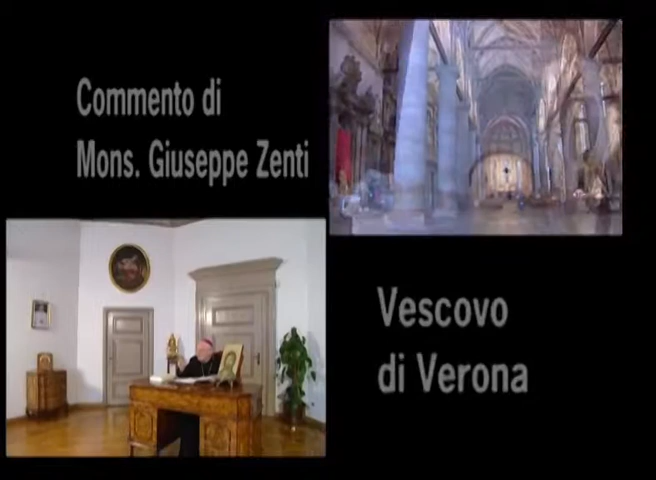 Commento di
Mons. Giuseppe Zenti
Vescovo
di Verona